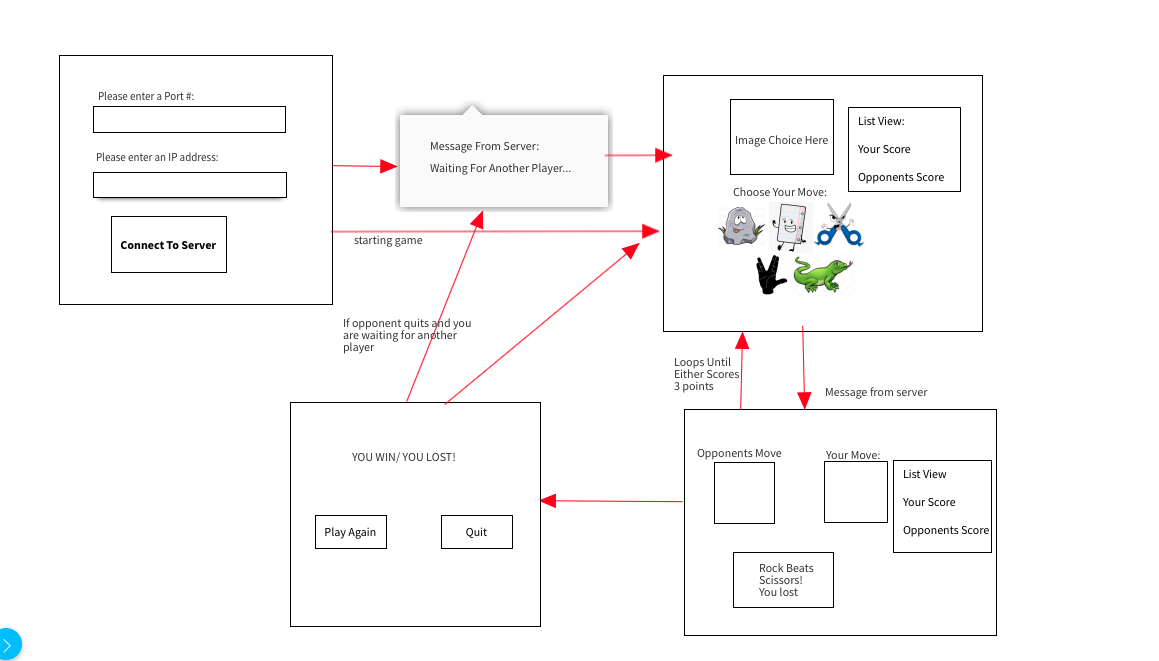 Please enter a Port #:
Please enter an IP address:
Connect To Server
Message From Server:
Waiting For Another Player...
starting game
Image Choice Here
List View:
Your Score
Opponents Score
Choose Your Move:
If opponent quits and you
are waiting for another
player
Loops Until
Either Scores
3 points
Message from server
YOU WIN/ YOU LOST!
Play Again
Quit
Opponents Move
Your Move:
List View
Your Score
Opponents Score
Rock Beats
Scissors!
You lost